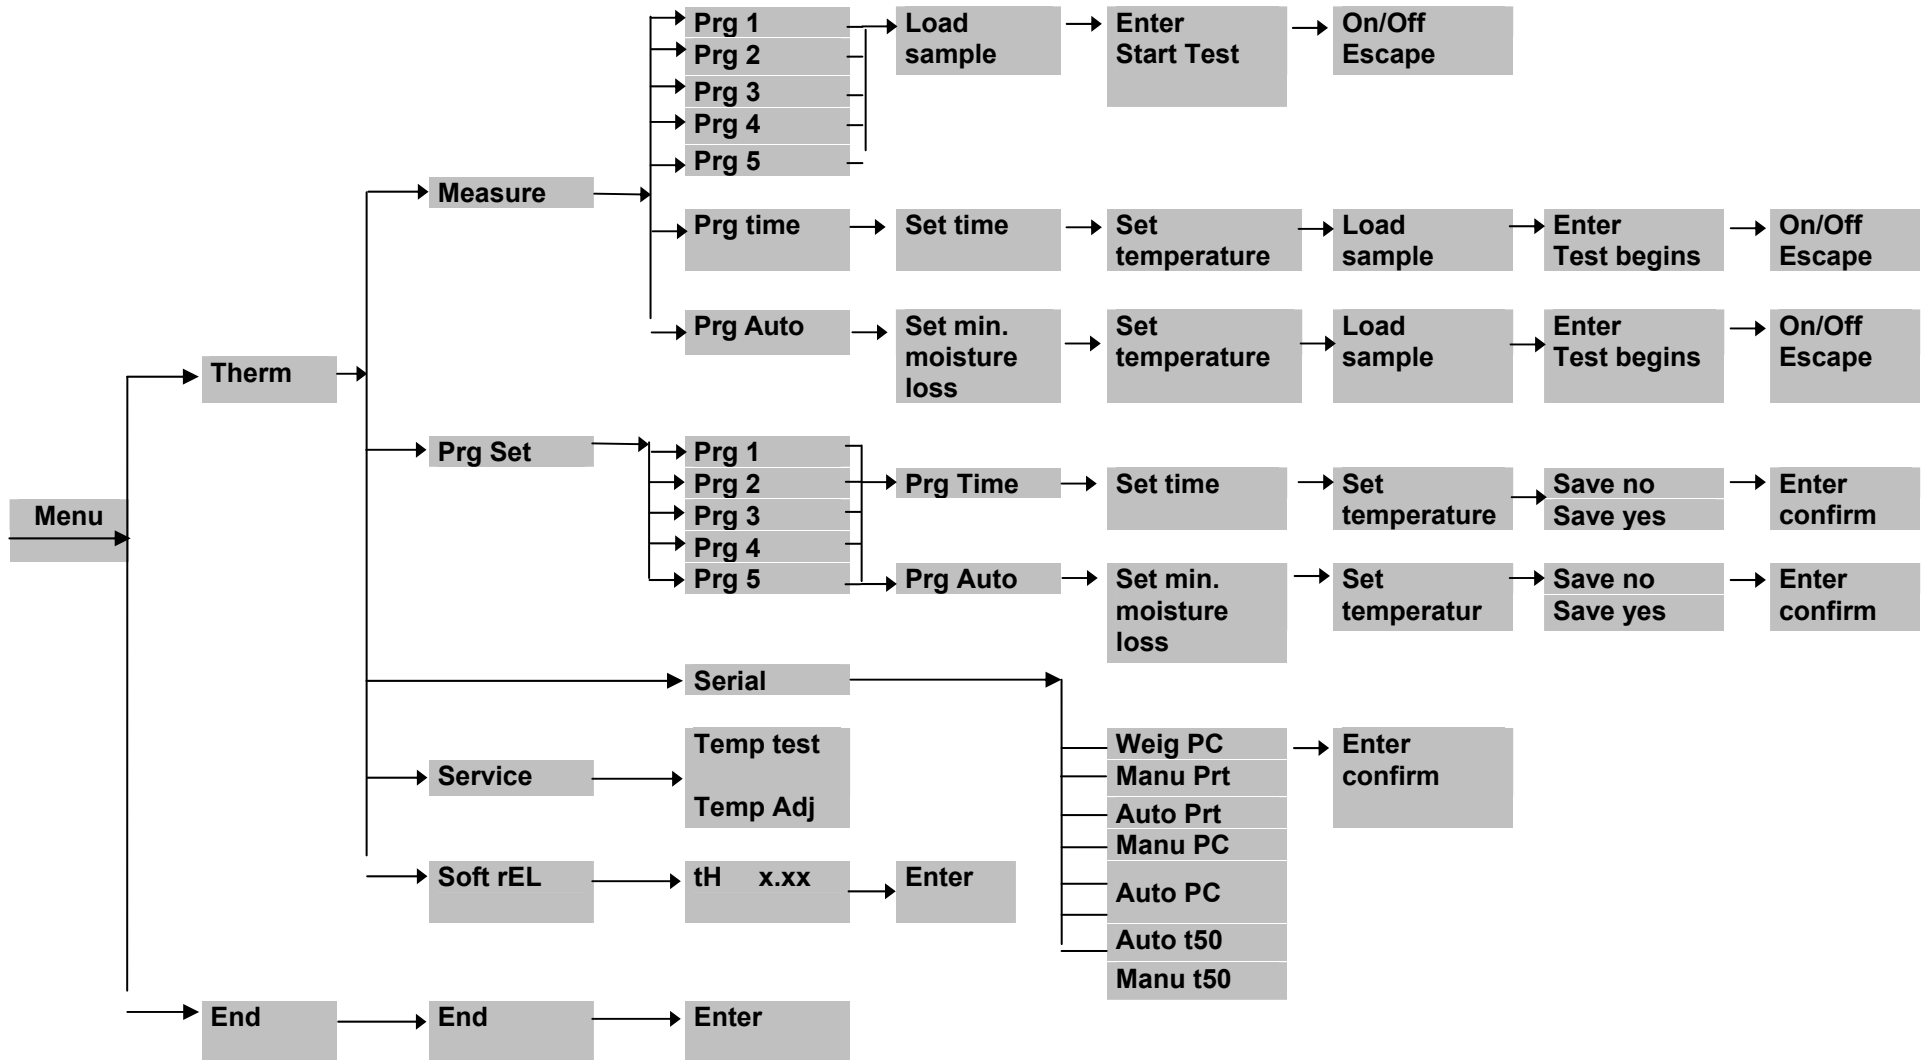 Prg 1
Prg 2
Prg 3
Prg 4
Prg 5
Load
sample
Enter
Start Test
On/Off
Escape
Measure
Prg time
Set time
Set
temperature
Load
sample
Enter
Test begins
On/Off
Escape
Prg Auto
Set min.
moisture
loss
Set
temperature
Load
sample
Enter
Test begins
On/Off
Escape
Therm
Prg Set
Prg 1
Prg 2
Prg 3
Prg 4
Prg 5
Prg Time
Set time
Set
temperature
Save no
Save yes
Enter
confirm
Menu
Prg Auto
Set min.
moisture
loss
Set
temperatur
Save no
Save yes
Enter
confirm
Serial
Weig PC
Manu Prt
Auto Prt
Manu PC
Auto PC
Auto t50
Manu t50
Enter
confirm
Service
Temp test
Temp Adj
Soft rEL
tH x.xx
Enter
End
End
Enter